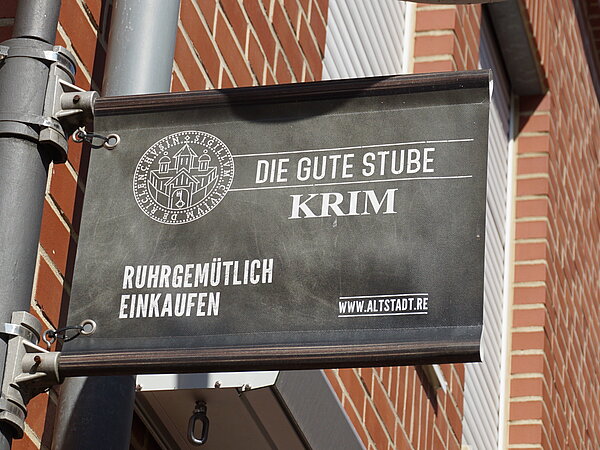 DIE GUTE STUBE
KRIM
RUHRGEMÜTLICH
EINKAUFEN
WWW.ALTSTADT.RE